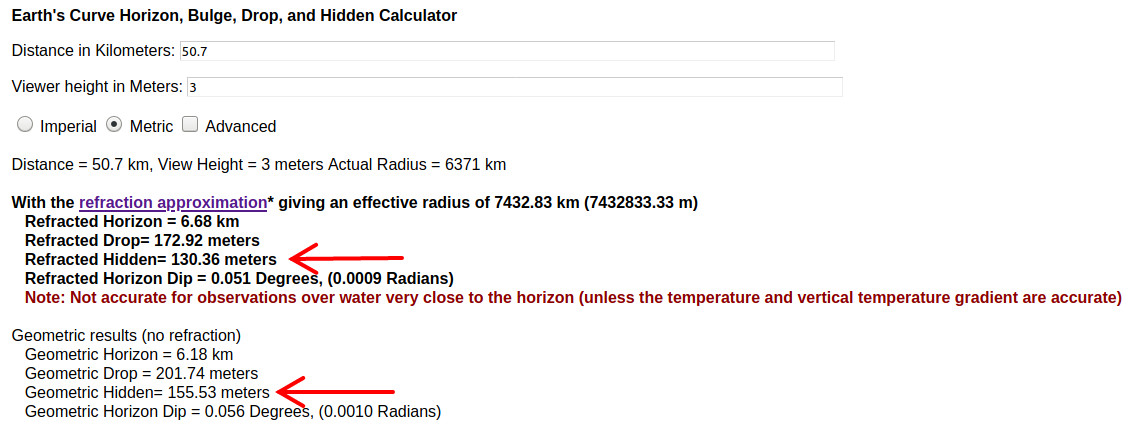 Earth's Curve Horizon, Bulge, Drop, and Hidden Calculator
Distance in Kilometers: 50.7
Viewer height in Meters: 3
Imperial Metric Advanced
Distance = 50.7 km, View Height = 3 meters Actual Radius = 6371 km
With the refraction approximation* giving an effective radius of 7432.83 km (7432833.33 m)
Refracted Horizon = 6.68 km
Refracted Drop= 172.92 meters
Refracted Hidden= 130.36 meters
Refracted Horizon Dip = 0.051 Degrees, (0.0009 Radians)
Note: Not accurate for observations over water very close to the horizon (unless the temperature and vertical temperature gradient are accurate)
Geometric results (no refraction)
Geometric Horizon = 6.18 km
Geometric Drop = 201.74 meters
Geometric Hidden= 155.53 meters
Geometric Horizon Dip = 0.056 Degrees, (0.0010 Radians)